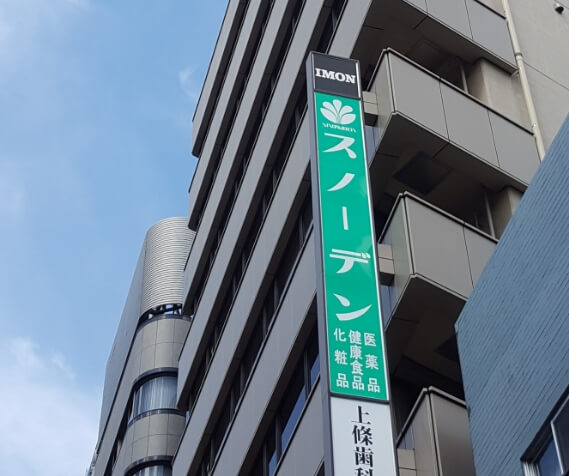 IMON
スノーデン
医薬品
健康食品
化粧品
上條歯科